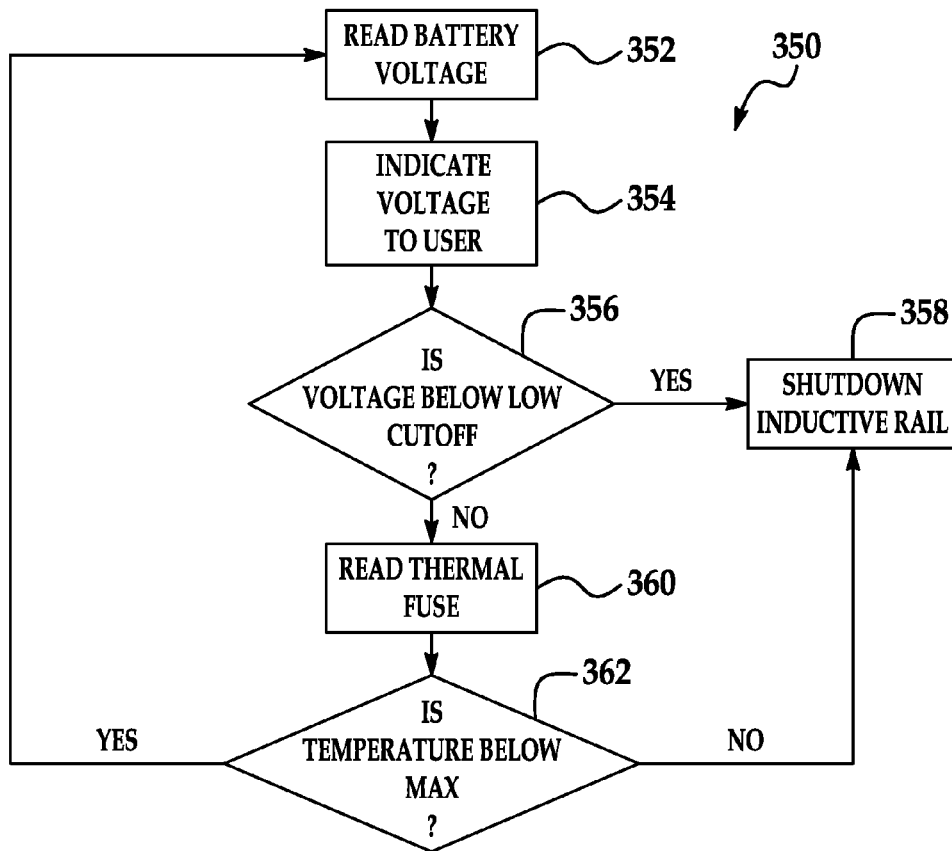 READ BATTERY
VOLTAGE
352
350
INDICATE
VOLTAGE
TO USER
354
356
358
IS
VOLTAGE BELOW LOW
CUTOFF
?
YES
SHUTDOWN
INDUCTIVE RAIL
NO
READ THERMAL
FUSE
360
362
IS
TEMPERATURE BELOW
MAX
?
YES
NO